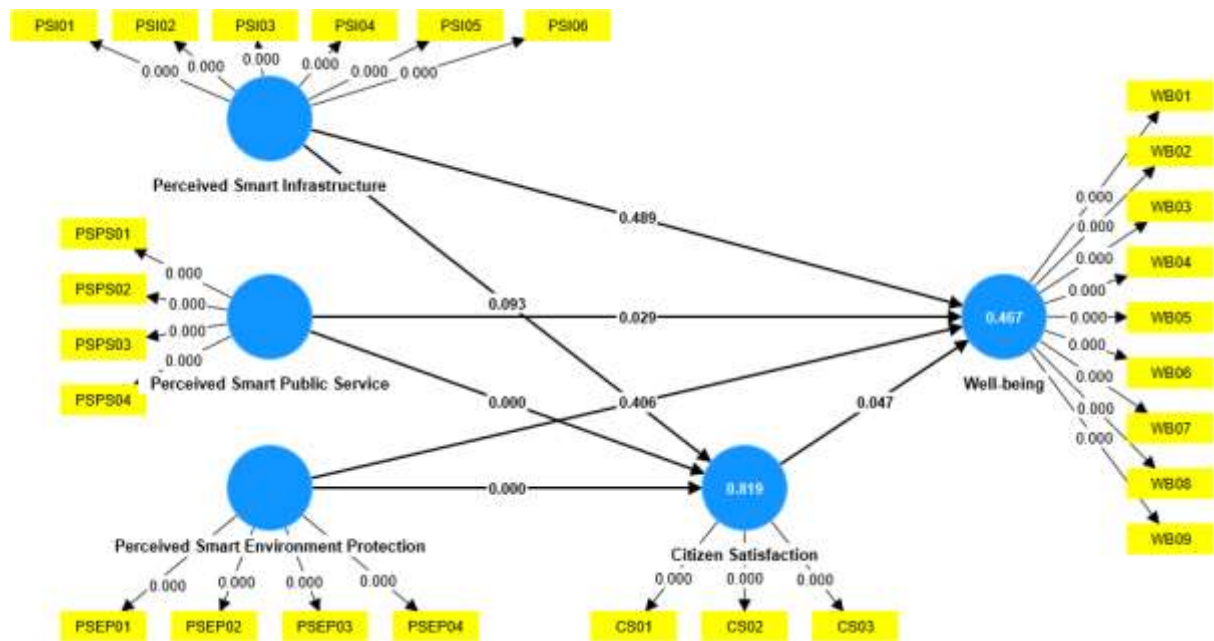 PSI01 PSI02 PSI03 PSI04 PSI05 PSI06
0.000 0.000 0.000 0.000 0.000 0.000
Perceived Smart Infrastructure
PSPS01
PSPS02
PSPS03
PSPS04
0.000
0.000
0.000
0.000
Perceived Smart Public Service
Perceived Smart Environment Protection
0.000 0.000 0.000 0.000
PSEP01 PSEP02 PSEP03 PSEP04
0.489
0.093
0.029
0.000
0.406
0.000
0.047
0.819
Citizen Satisfaction
0.000 0.000 0.000
CS01 CS02 CS03
0.467
Well-being
0.000
0.000
0.000
0.000
0.000
0.000
0.000
0.000
0.000
WB01
WB02
WB03
WB04
WB05
WB06
WB07
WB08
WB09